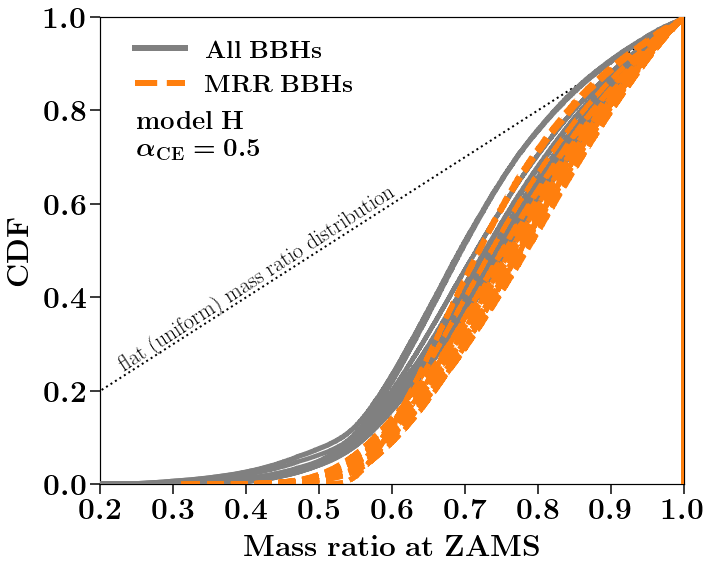 1.0
0.8
0.6
0.4
0.2
0.0
CDF
All BBHs
MRR BBHs
model H
α_CE = 0.5
flat (uniform) mass ratio distribution
0.2 0.3 0.4 0.5 0.6 0.7 0.8 0.9 1.0
Mass ratio at ZAMS